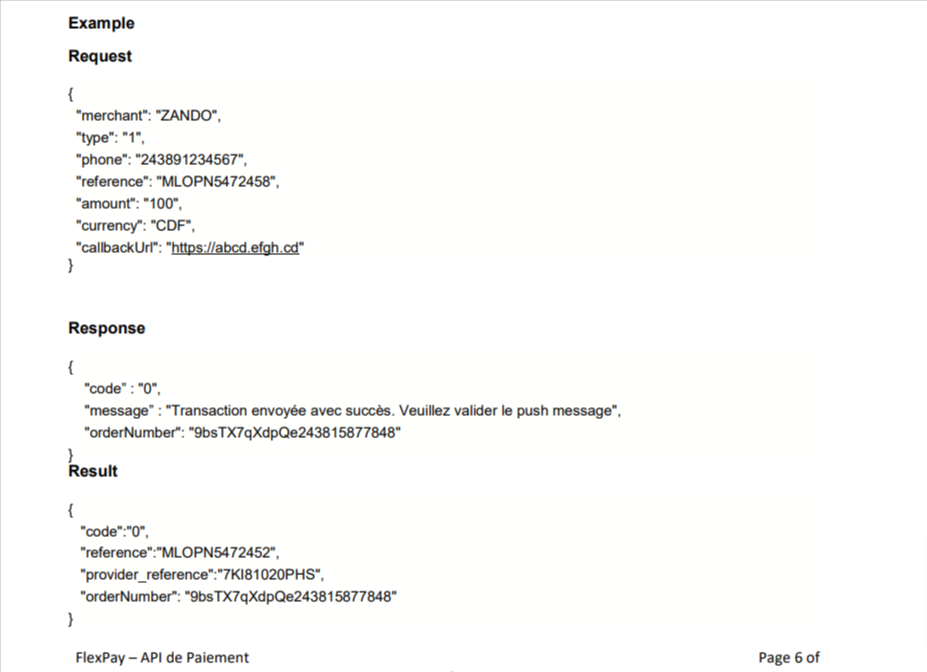 Example
Request
{
"merchant": "ZANDO",
"type": "1",
"phone": "243891234567",
"reference": "MLOPN5472458",
"amount": "100",
"currency": "CDF",
"callbackUrl": "https://abcd.efgh.cd"
}
Response
{
"code” : "0",
"message” : "Transaction envoyée avec succès. Veuillez valider le push message",
"orderNumber": "9bsTX7qXdpQe243815877848"
}
Result
{
"code":"0",
"reference":"MLOPN5472452",
"provider_reference":"7KI81020PHS",
"orderNumber": "9bsTX7qXdpQe243815877848"
}
FlexPay – API de Paiement Page 6 of